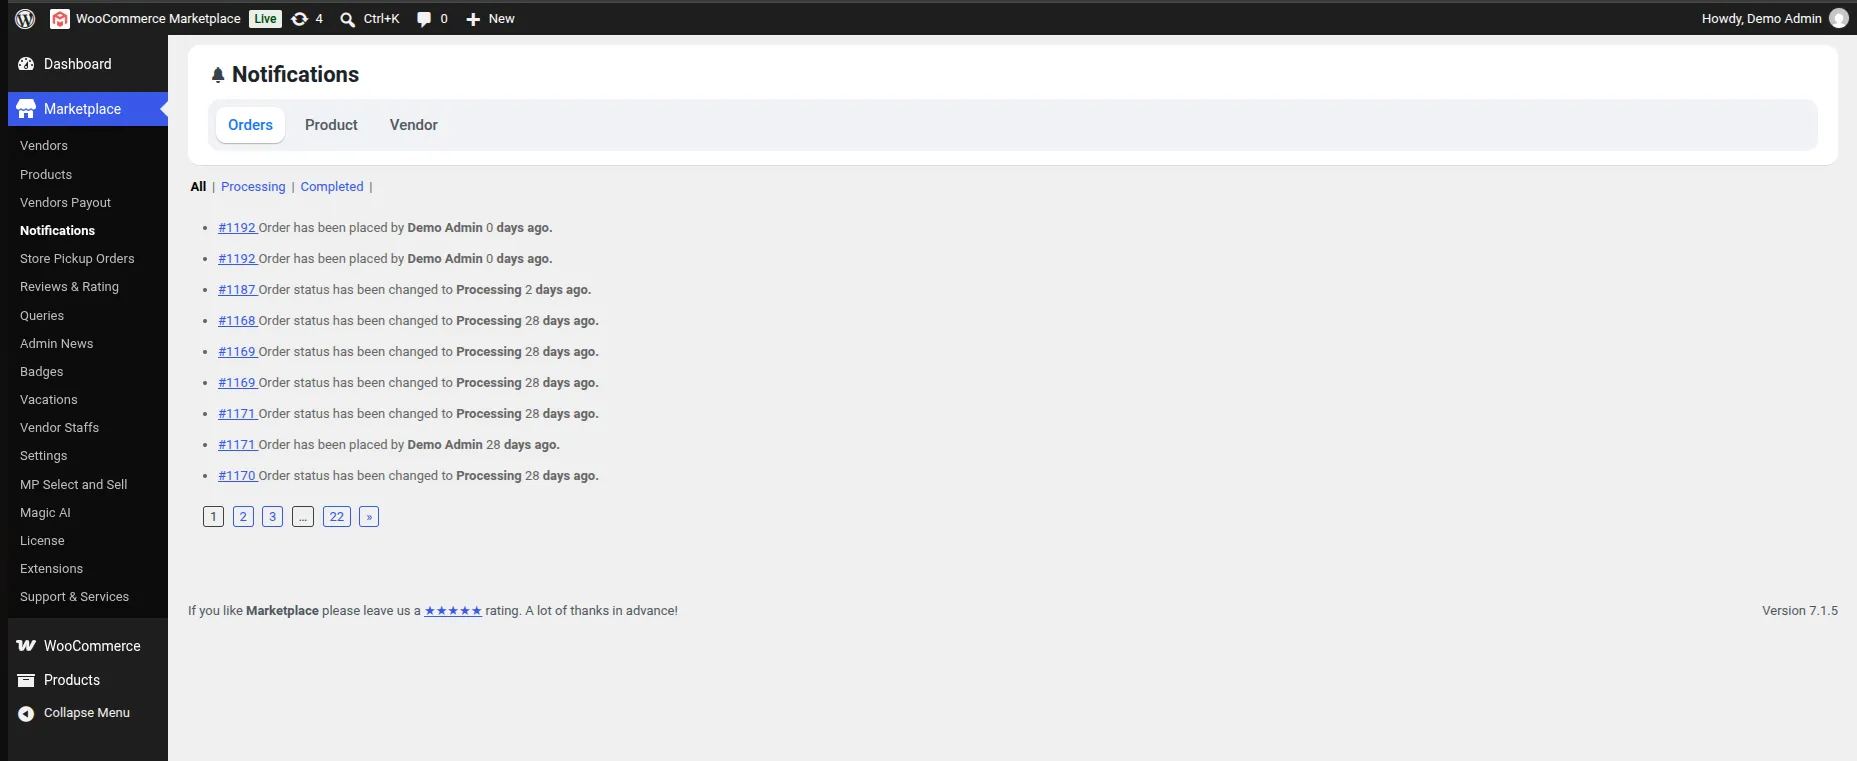 WooCommerce Marketplace Live 4 Ctrl+K 0 New Howdy, Demo Admin
Dashboard
Marketplace
Vendors
Products
Vendors Payout
Notifications
Store Pickup Orders
Reviews & Rating
Queries
Admin News
Badges
Vacations
Vendor Staffs
Settings
MP Select and Sell
Magic AI
License
Extensions
Support & Services
WooCommerce
Products
Collapse Menu
Notifications
Orders Product Vendor
All | Processing | Completed |
• #1192 Order has been placed by Demo Admin 0 days ago.
• #1192 Order has been placed by Demo Admin 0 days ago.
• #1187 Order status has been changed to Processing 2 days ago.
• #1168 Order status has been changed to Processing 28 days ago.
• #1169 Order status has been changed to Processing 28 days ago.
• #1169 Order status has been changed to Processing 28 days ago.
• #1171 Order status has been changed to Processing 28 days ago.
• #1171 Order has been placed by Demo Admin 28 days ago.
• #1170 Order status has been changed to Processing 28 days ago.
1 2 3 … 22 »
If you like Marketplace please leave us a ★★★★★ rating. A lot of thanks in advance! Version 7.1.5